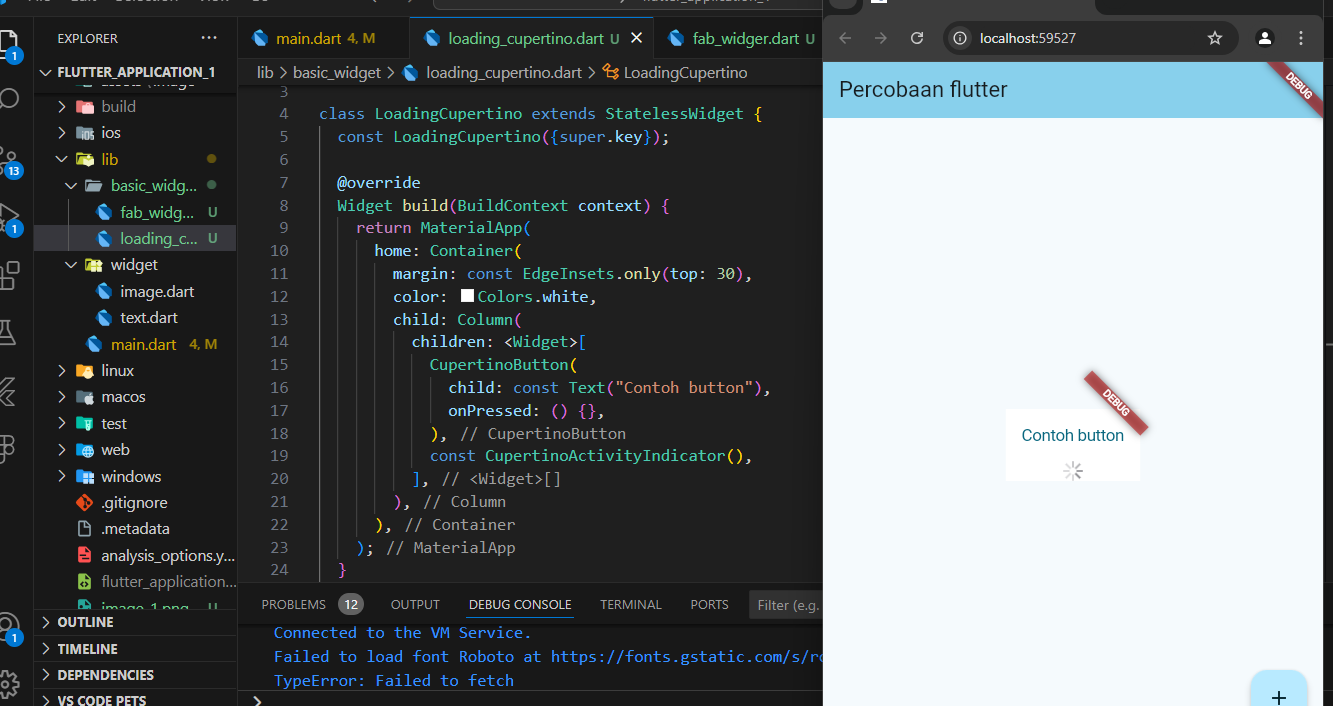 flutter_application_1
EXPLORER
FLUTTER_APPLICATION_1
build
ios
lib
basic_widg...
fab_widg... U
loading_c... U
widget
image.dart
text.dart
main.dart 4, M
linux
macos
test
web
windows
.gitignore
.metadata
analysis_options.y...
flutter_application...
image_1.png U
OUTLINE
TIMELINE
DEPENDENCIES
VS CODE PETS
1
13
1
1
main.dart 4, M
loading_cupertino.dart U
fab_widger.dart U
lib > basic_widget > loading_cupertino.dart > LoadingCupertino
3
4 class LoadingCupertino extends StatelessWidget {
5 const LoadingCupertino({super.key});
6
7 @override
8 Widget build(BuildContext context) {
9 return MaterialApp(
10 home: Container(
11 margin: const EdgeInsets.only(top: 30),
12 color: Colors.white,
13 child: Column(
14 children: <Widget>[
15 CupertinoButton(
16 child: const Text("Contoh button"),
17 onPressed: () {},
18 ), // CupertinoButton
19 const CupertinoActivityIndicator(),
20 ], // <Widget>[]
21 ), // Column
22 ), // Container
23 ); // MaterialApp
24 }
PROBLEMS 12 OUTPUT DEBUG CONSOLE TERMINAL PORTS Filter (e.g.
Connected to the VM Service.
Failed to load font Roboto at https://fonts.gstatic.com/s/ro
TypeError: Failed to fetch
>
localhost:59527
Percobaan flutter
DEBUG
DEBUG
Contoh button
+